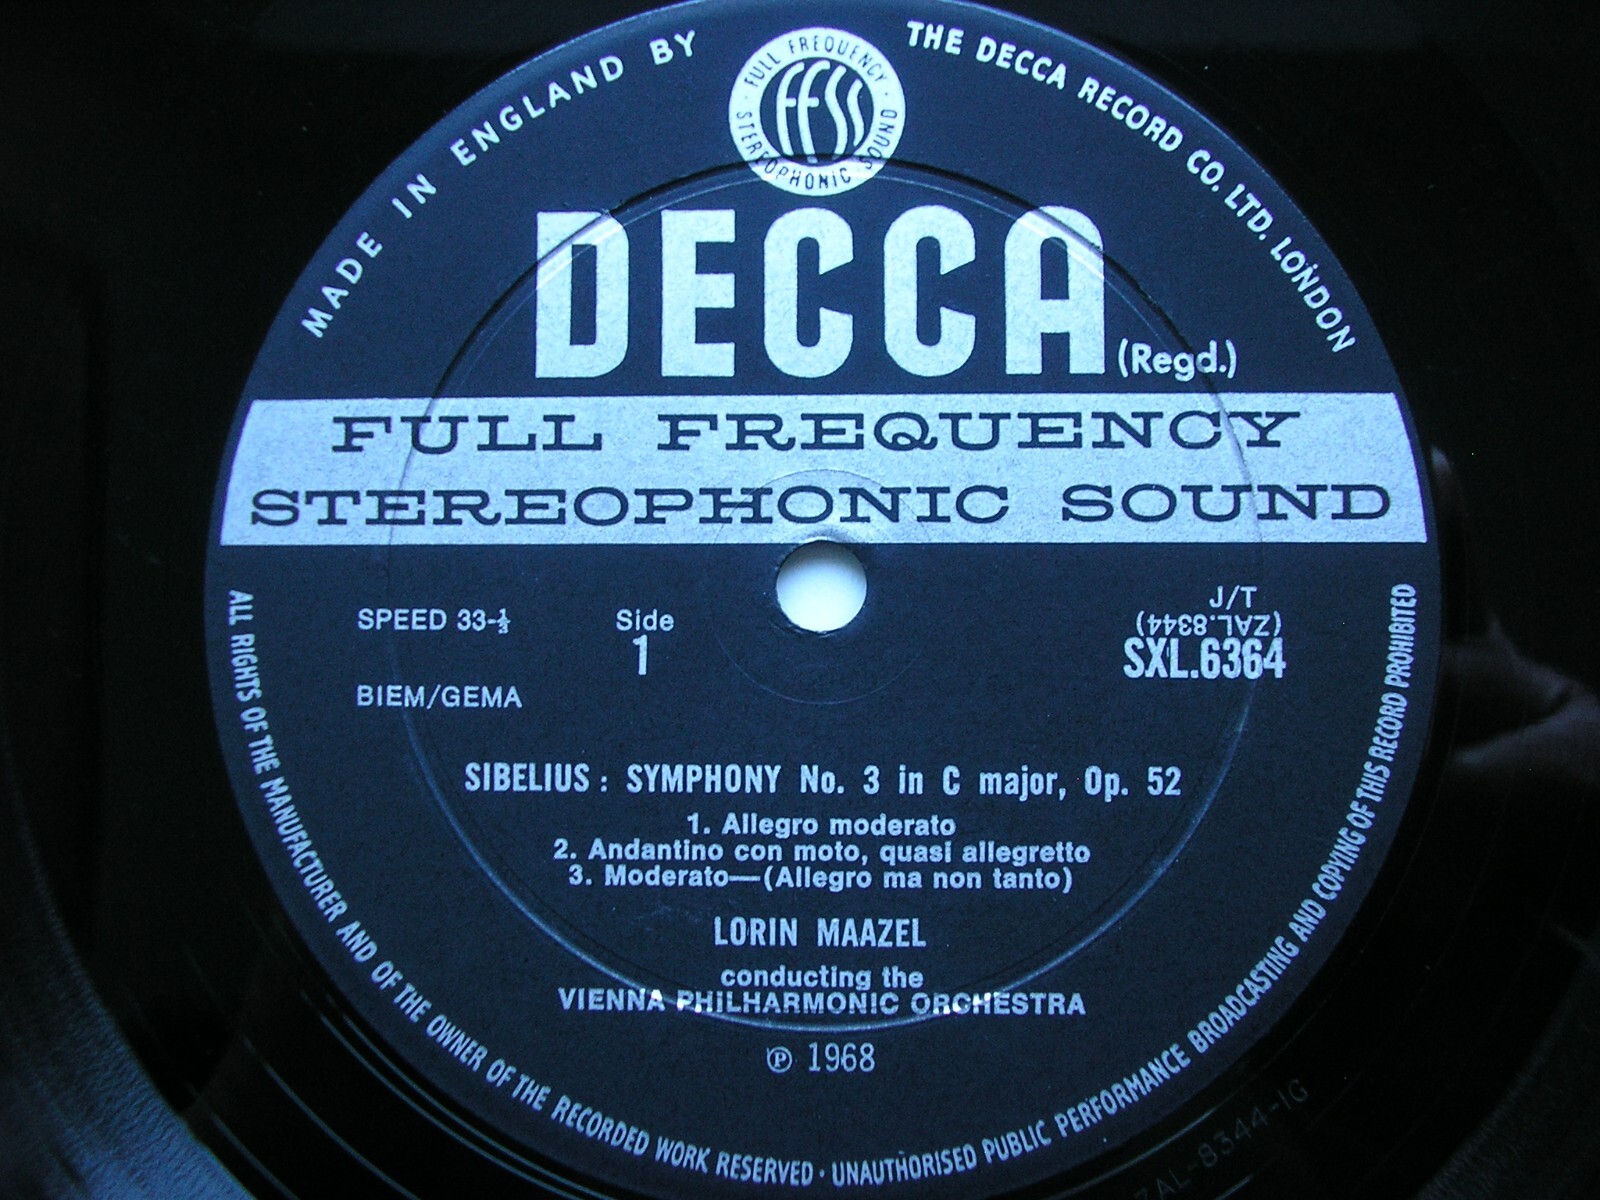 MADE IN ENGLAND BY
THE DECCA RECORD CO. LTD. LONDON
FULL FREQUENCY
STEREOPHONIC SOUND
FFSS
DECCA
(Regd.)
FULL FREQUENCY
STEREOPHONIC SOUND
SPEED 33-⅓
Side
1
BIEM/GEMA
J/T
(ZAL.8344)
SXL.6364
SIBELIUS : SYMPHONY No. 3 in C major, Op. 52
1. Allegro moderato
2. Andantino con moto, quasi allegretto
3. Moderato—(Allegro ma non tanto)
LORIN MAAZEL
conducting the
VIENNA PHILHARMONIC ORCHESTRA
℗ 1968
ALL RIGHTS OF THE MANUFACTURER AND OF THE OWNER OF THE RECORDED WORK RESERVED · UNAUTHORISED PUBLIC PERFORMANCE BROADCASTING AND COPYING OF THIS RECORD PROHIBITED
ZAL-8344-1G